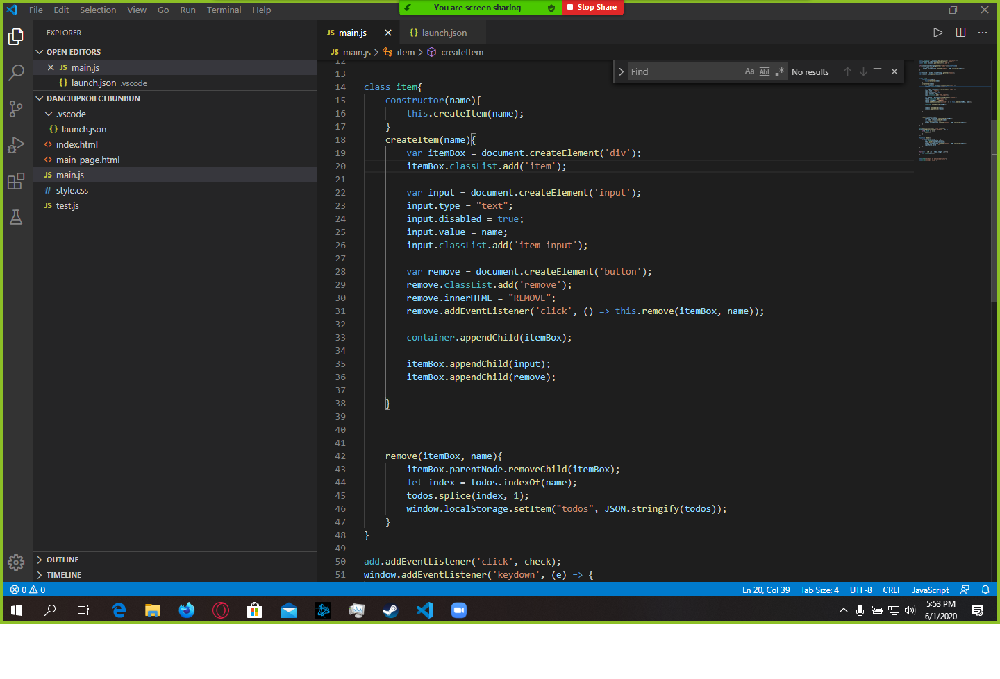 File Edit Selection View Go Run Terminal Help
You are screen sharing
Stop Share
EXPLORER
OPEN EDITORS
JS main.js
{} launch.json .vscode
DANCIUPROIECTBUNBUN
.vscode
{} launch.json
<> index.html
<> main_page.html
JS main.js
# style.css
JS test.js
OUTLINE
TIMELINE
JS main.js
{} launch.json
JS main.js > item > createItem
Find
Aa Abl .* No results
12
13
14 class item{
15 constructor(name){
16 this.createItem(name);
17 }
18 createItem(name){
19 var itemBox = document.createElement('div');
20 itemBox.classList.add('item');
21
22 var input = document.createElement('input');
23 input.type = "text";
24 input.disabled = true;
25 input.value = name;
26 input.classList.add('item_input');
27
28 var remove = document.createElement('button');
29 remove.classList.add('remove');
30 remove.innerHTML = "REMOVE";
31 remove.addEventListener('click', () => this.remove(itemBox, name));
32
33 container.appendChild(itemBox);
34
35 itemBox.appendChild(input);
36 itemBox.appendChild(remove);
37
38 }
39
40
41
42 remove(itemBox, name){
43 itemBox.parentNode.removeChild(itemBox);
44 let index = todos.indexOf(name);
45 todos.splice(index, 1);
46 window.localStorage.setItem("todos", JSON.stringify(todos));
47 }
48 }
49
50 add.addEventListener('click', check);
51 window.addEventListener('keydown', (e) => {
0 0
Ln 20, Col 39 Tab Size: 4 UTF-8 CRLF JavaScript
5:53 PM
6/1/2020